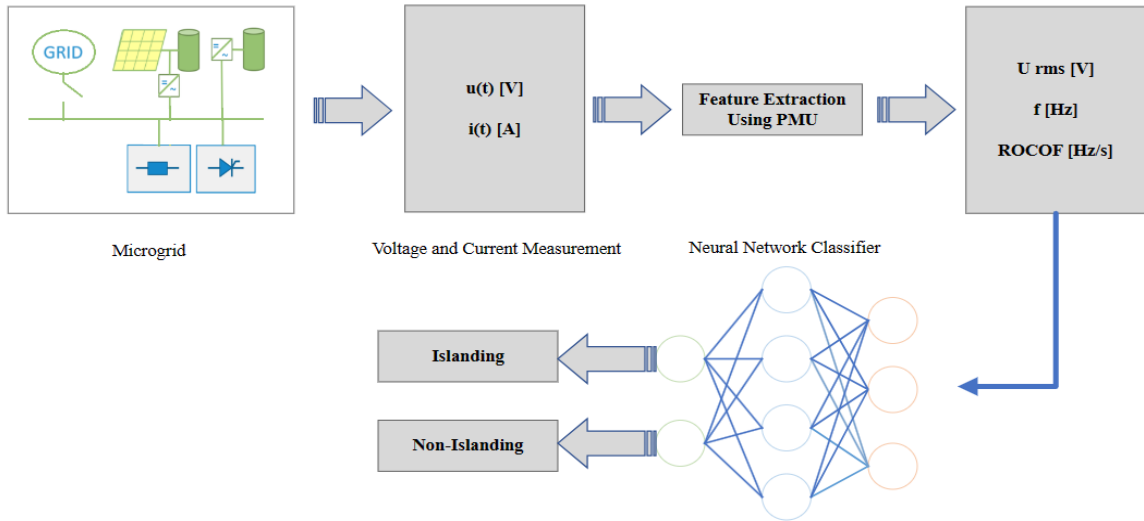 GRID
=
~
=
~
u(t) [V]
i(t) [A]
Feature Extraction
Using PMU
U rms [V]
f [Hz]
ROCOF [Hz/s]
Microgrid
Voltage and Current Measurement
Neural Network Classifier
Islanding
Non-Islanding